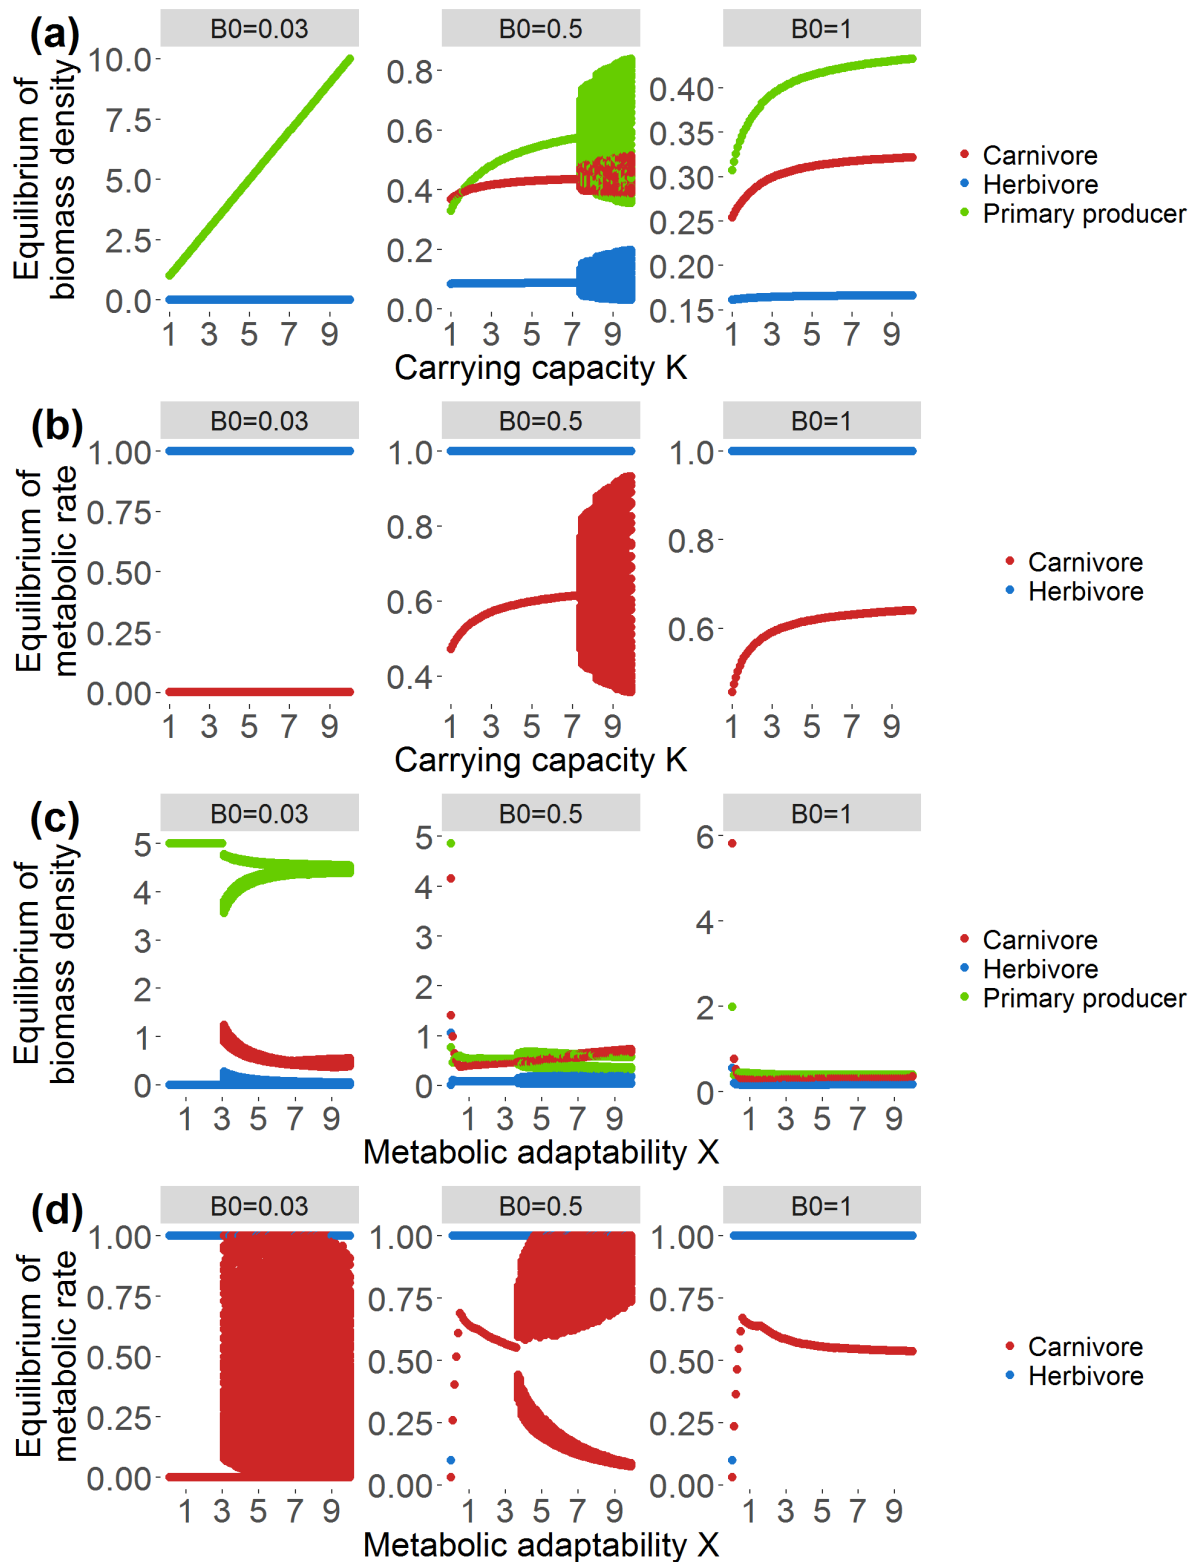 (a)
B0=0.03
B0=0.5
B0=1
Equilibrium of
biomass density
10.0
7.5
5.0
2.5
0.0
0.8
0.6
0.4
0.2
0.0
0.40
0.35
0.30
0.25
0.20
0.15
1 3 5 7 9
1 3 5 7 9
1 3 5 7 9
Carrying capacity K
Carnivore
Herbivore
Primary producer
(b)
B0=0.03
B0=0.5
B0=1
Equilibrium of
metabolic rate
1.00
0.75
0.50
0.25
0.00
1.0
0.8
0.6
0.4
1.0
0.8
0.6
1 3 5 7 9
1 3 5 7 9
1 3 5 7 9
Carrying capacity K
Carnivore
Herbivore
(c)
B0=0.03
B0=0.5
B0=1
Equilibrium of
biomass density
5
4
3
2
1
0
5
4
3
2
1
0
6
4
2
0
1 3 5 7 9
1 3 5 7 9
1 3 5 7 9
Metabolic adaptability X
Carnivore
Herbivore
Primary producer
(d)
B0=0.03
B0=0.5
B0=1
Equilibrium of
metabolic rate
1.00
0.75
0.50
0.25
0.00
1.00
0.75
0.50
0.25
0.00
1.00
0.75
0.50
0.25
0.00
1 3 5 7 9
1 3 5 7 9
1 3 5 7 9
Metabolic adaptability X
Carnivore
Herbivore